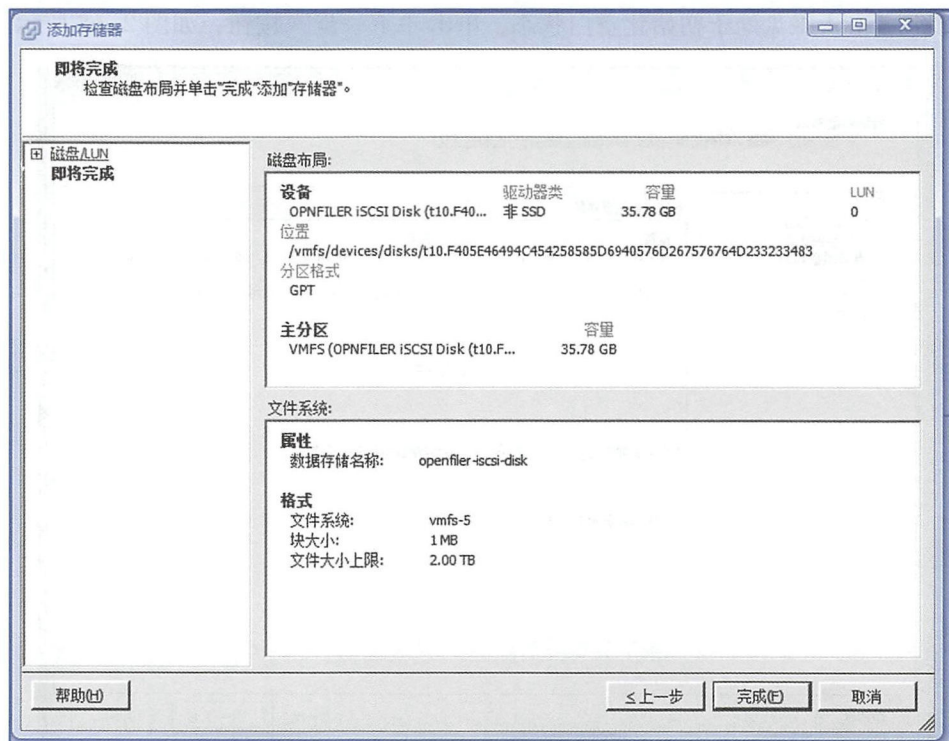 添加存储器
即将完成
检查磁盘布局并单击"完成"添加"存储器"。
磁盘/LUN
即将完成
磁盘布局:
设备 驱动器类 容量 LUN
OPNFILER iSCSI Disk (t10.F40... 非 SSD 35.78 GB 0
位置
/vmfs/devices/disks/t10.F405E46494C454258585D6940576D267576764D233233483
分区格式
GPT
主分区 容量
VMFS (OPNFILER iSCSI Disk (t10.F... 35.78 GB
文件系统:
属性
数据存储名称: openfiler-iscsi-disk
格式
文件系统: vmfs-5
块大小: 1 MB
文件大小上限: 2.00 TB
帮助(H) ≤上一步 完成(F) 取消